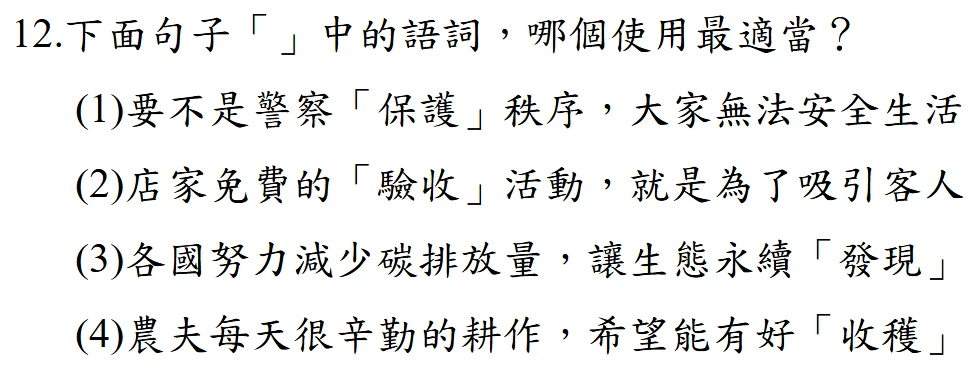 12.下面句子「」中的語詞，哪個使用最適當？
(1)要不是警察「保護」秩序，大家無法安全生活
(2)店家免費的「驗收」活動，就是為了吸引客人
(3)各國努力減少碳排放量，讓生態永續「發現」
(4)農夫每天很辛勤的耕作，希望能有好「收穫」